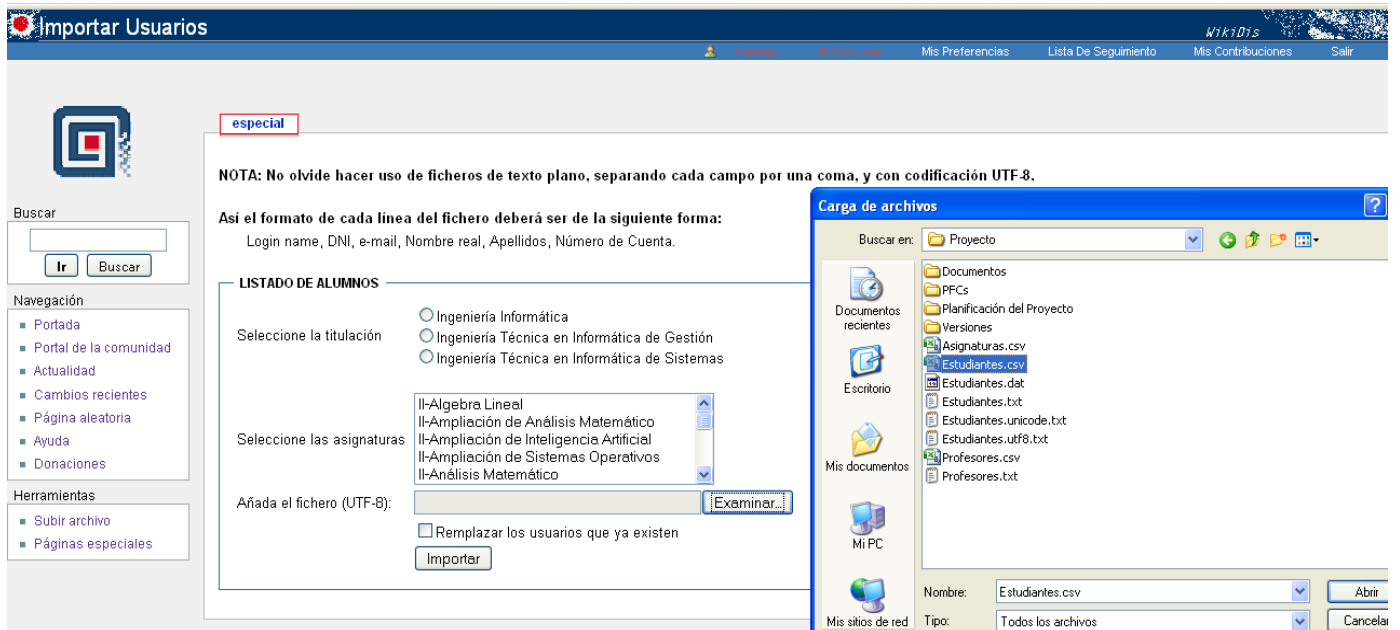 Importar Usuarios
WikiDis
Mis Preferencias
Lista De Seguimiento
Mis Contribuciones
Salir
especial
NOTA: No olvide hacer uso de ficheros de texto plano, separando cada campo por una coma, y con codificación UTF-8.
Así el formato de cada línea del fichero deberá ser de la siguiente forma:
Login name, DNI, e-mail, Nombre real, Apellidos, Número de Cuenta.
Buscar
Ir
Buscar
Navegación
Portada
Portal de la comunidad
Actualidad
Cambios recientes
Página aleatoria
Ayuda
Donaciones
Herramientas
Subir archivo
Páginas especiales
LISTADO DE ALUMNOS
Seleccione la titulación
Ingeniería Informática
Ingeniería Técnica en Informática de Gestión
Ingeniería Técnica en Informática de Sistemas
Seleccione las asignaturas
II-Algebra Lineal
II-Ampliación de Análisis Matemático
II-Ampliación de Inteligencia Artificial
II-Ampliación de Sistemas Operativos
II-Análisis Matemático
Añada el fichero (UTF-8):
Examinar...
Remplazar los usuarios que ya existen
Importar
Carga de archivos
?
Buscar en:
Proyecto
Documentos recientes
Escritorio
Mis documentos
Mi PC
Mis sitios de red
Documentos
PFCs
Planificación del Proyecto
Versiones
Asignaturas.csv
Estudiantes.csv
Estudiantes.dat
Estudiantes.txt
Estudiantes.unicode.txt
Estudiantes.utf8.txt
Profesores.csv
Profesores.txt
Nombre:
Estudiantes.csv
Abrir
Tipo:
Todos los archivos
Cancelar